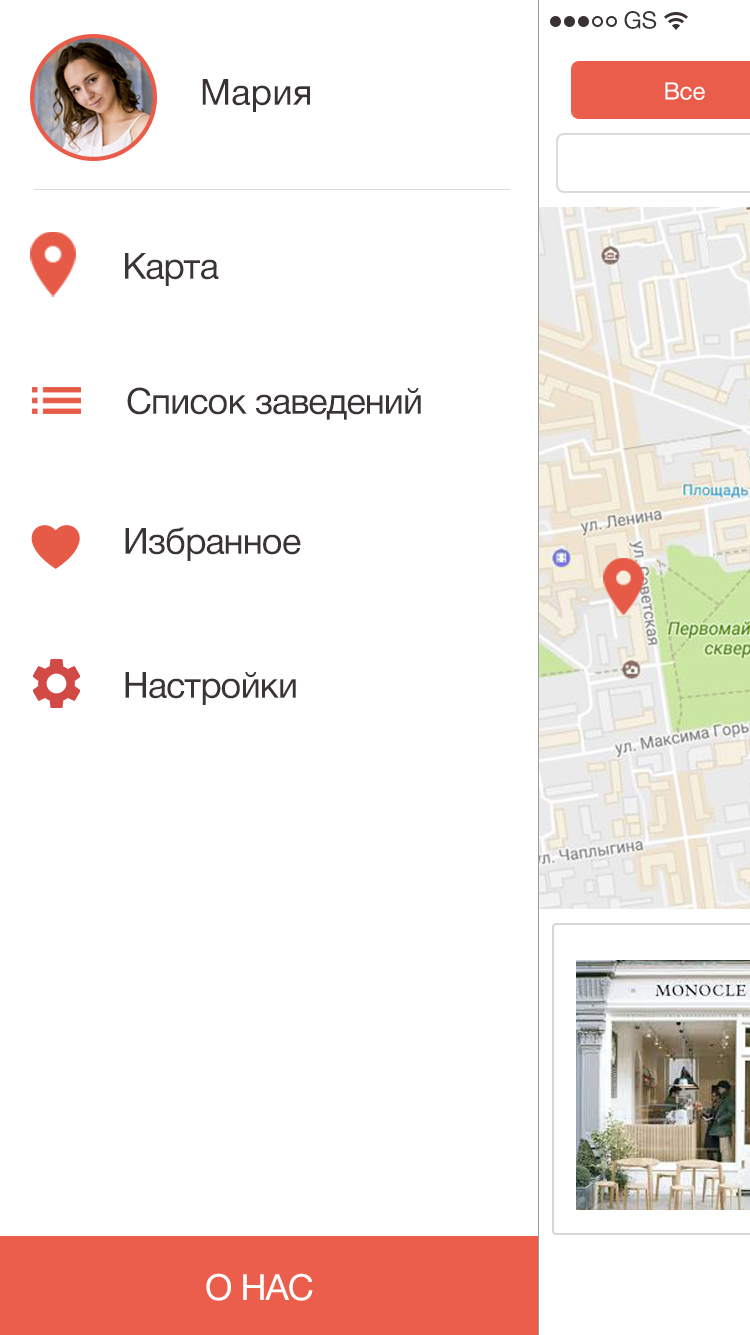 Мария
Карта
Список заведений
Избранное
Настройки
О НАС
GS
Все
Площадь
ул. Ленина
ул. Советская
Первомай
сквер
ул. Максима Горь
ул. Чаплыгина
MONOCLE